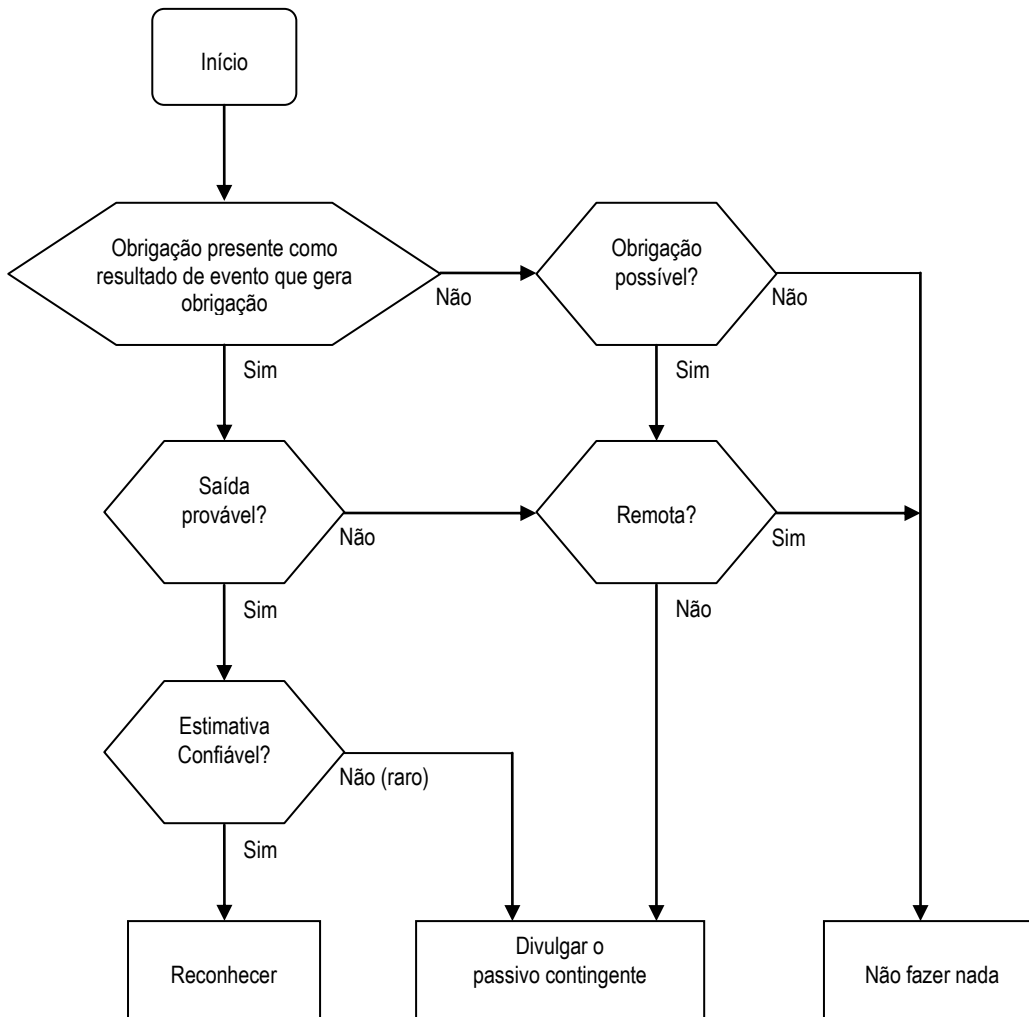 Início
Obrigação presente como
resultado de evento que gera
obrigação
Não
Obrigação
possível?
Não
Sim
Sim
Saída
provável?
Não
Remota?
Sim
Sim
Não
Estimativa
Confiável?
Não (raro)
Sim
Reconhecer
Divulgar o
passivo contingente
Não fazer nada